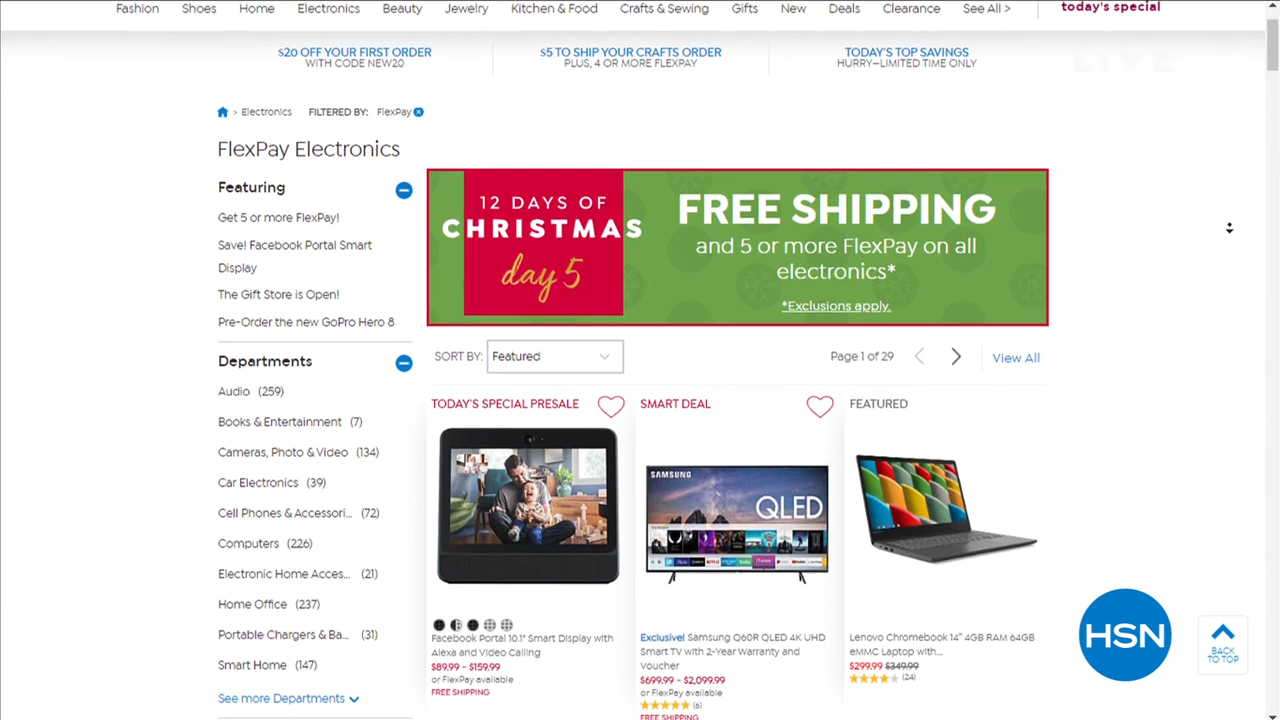 Fashion Shoes Home Electronics Beauty Jewelry Kitchen & Food Crafts & Sewing Gifts New Deals Clearance See All >
today's special
LIVE
$20 OFF YOUR FIRST ORDER
WITH CODE NEW20
$5 TO SHIP YOUR CRAFTS ORDER
PLUS, 4 OR MORE FLEXPAY
TODAY'S TOP SAVINGS
HURRY—LIMITED TIME ONLY
> Electronics FILTERED BY: FlexPay
FlexPay Electronics
Featuring
Get 5 or more FlexPay!
Save! Facebook Portal Smart
Display
The Gift Store is Open!
Pre-Order the new GoPro Hero 8
Departments
Audio (259)
Books & Entertainment (7)
Cameras, Photo & Video (134)
Car Electronics (39)
Cell Phones & Accessori... (72)
Computers (226)
Electronic Home Acces... (21)
Home Office (237)
Portable Chargers & Ba... (31)
Smart Home (147)
See more Departments
12 DAYS OF
CHRISTMAS
day 5
FREE SHIPPING
and 5 or more FlexPay on all
electronics*
*Exclusions apply.
SORT BY: Featured
Page 1 of 29
View All
TODAY'S SPECIAL PRESALE
Facebook Portal 10.1" Smart Display with
Alexa and Video Calling
$89.99 - $159.99
or FlexPay available
FREE SHIPPING
SMART DEAL
SAMSUNG
QLED
Exclusive! Samsung Q60R QLED 4K UHD
Smart TV with 2-Year Warranty and
Voucher
$699.99 - $2,099.99
or FlexPay available
(6)
FREE SHIPPING
FEATURED
Lenovo Chromebook 14" 4GB RAM 64GB
eMMC Laptop with...
$299.99 $349.99
(24)
HSN
BACK
TO TOP